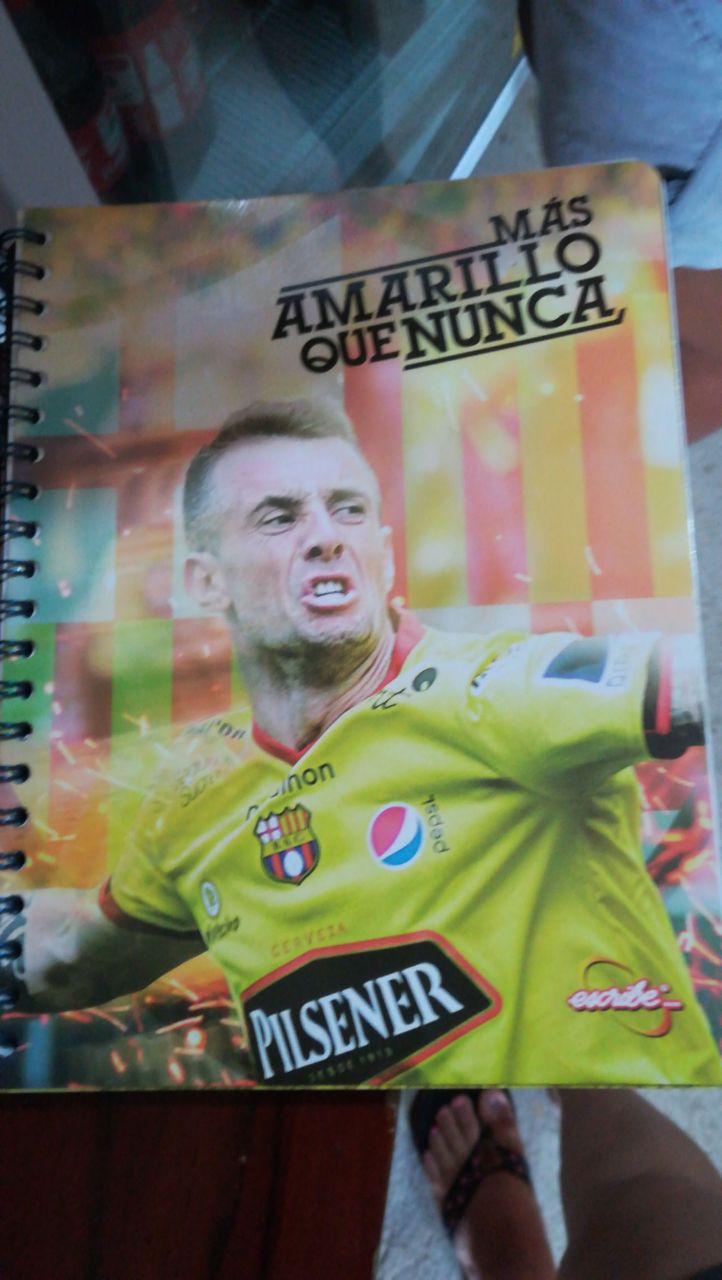 MÁS
AMARILLO
QUE NUNCA
pepsi
CERVEZA
PILSENER
DESDE 1913
escribe